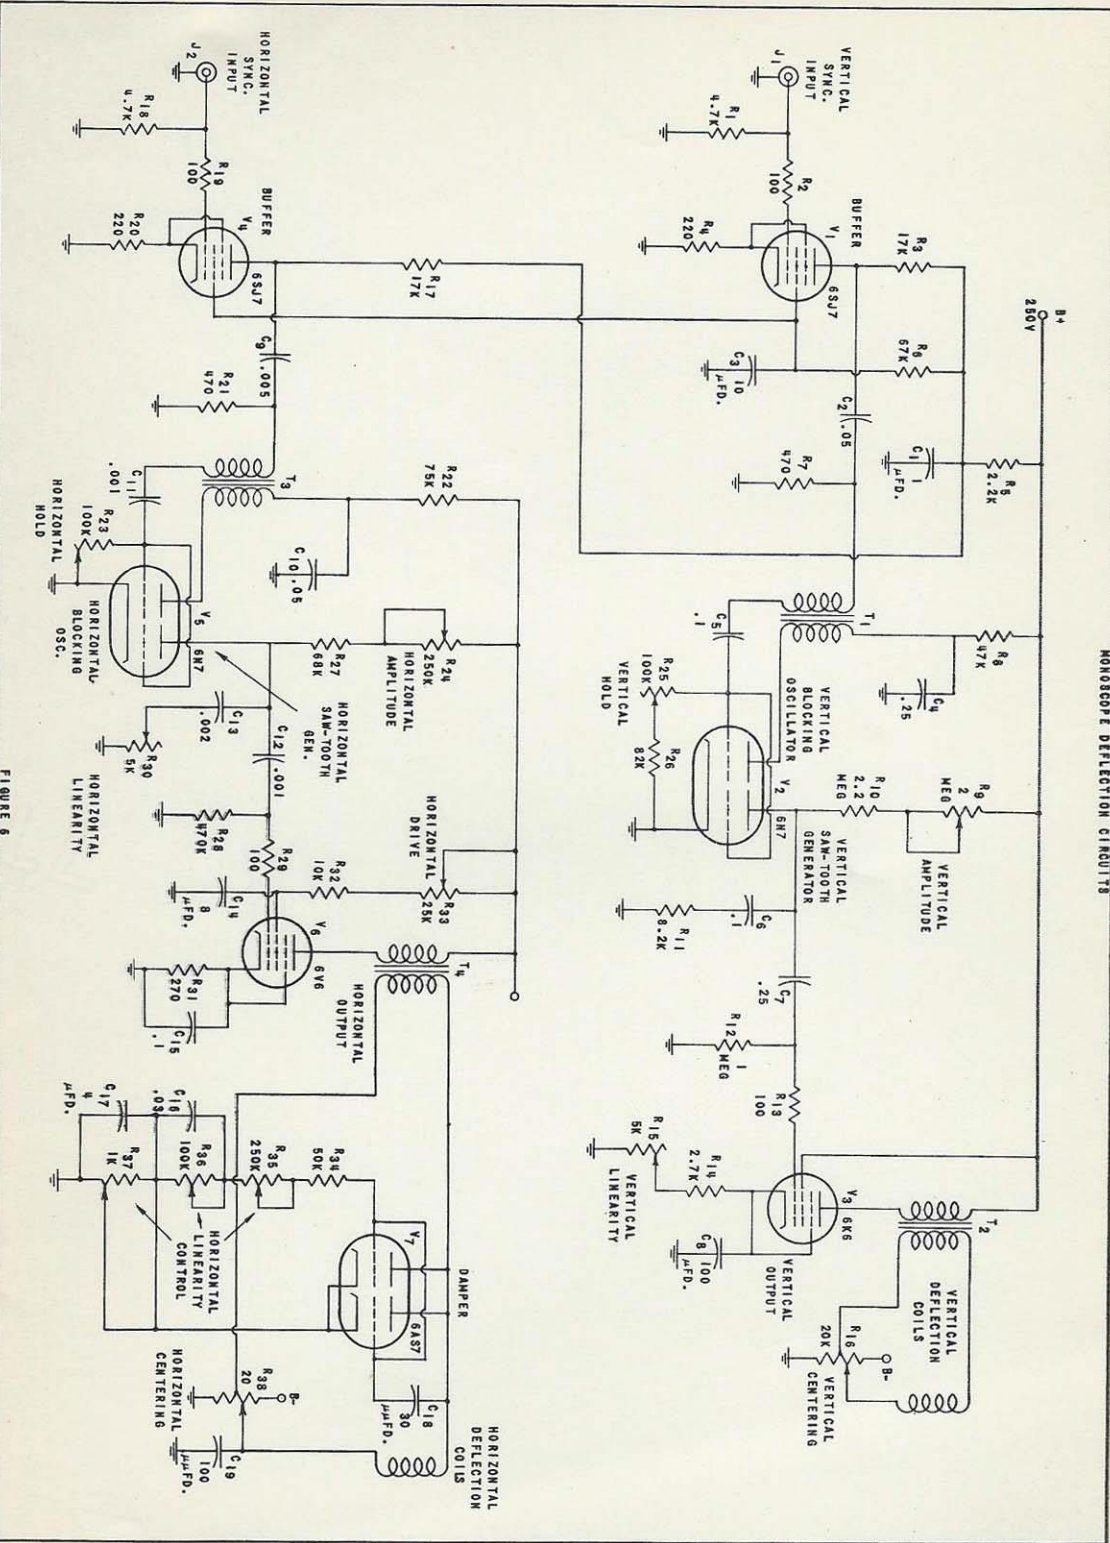 MONOSCOPE DEFLECTION CIRCUITS
B+
250V
VERTICAL
SYNC.
INPUT
J1
R1
4.7K
R2
100
BUFFER
V1
6SJ7
R3
17K
R4
220
R6
67K
C3
10
μFD.
C2
.05
R7
470
C1
1
μFD.
R5
2.2K
T1
C5
.1
R8
47K
C4
.25
VERTICAL
BLOCKING
OSCILLATOR
R25
100K
VERTICAL
HOLD
R26
82K
V2
6N7
R9
2
MEG
R10
2.2
MEG
VERTICAL
AMPLITUDE
VERTICAL
SAW-TOOTH
GENERATOR
C6
.1
R11
8.2K
C7
.25
R12
1
MEG
R13
100
V3
6K6
R14
2.7K
R15
5K
VERTICAL
LINEARITY
C8
100
μFD.
VERTICAL
OUTPUT
T2
VERTICAL
DEFLECTION
COILS
R16
20K
B-
VERTICAL
CENTERING
HORIZONTAL
SYNC.
INPUT
J2
R18
4.7K
R19
100
BUFFER
V4
6SJ7
R20
220
R17
17K
C9
.005
R21
470
T3
C11
.001
R22
75K
C10
.05
R23
100K
HORIZONTAL
HOLD
HORIZONTAL
BLOCKING
OSC.
V5
6N7
R24
250K
HORIZONTAL
AMPLITUDE
R27
68K
HORIZONTAL
SAW-TOOTH
GEN.
C13
.002
C12
.001
R30
5K
HORIZONTAL
LINEARITY
R28
470K
R29
100
HORIZONTAL
DRIVE
R33
25K
R32
10K
C14
8
μFD.
V6
6V6
R31
270
C15
.1
T4
HORIZONTAL
OUTPUT
C17
4
μFD.
C16
.03
R37
1K
R36
100K
R35
250K
R34
50K
HORIZONTAL
LINEARITY
CONTROL
V7
6AS7
DAMPER
C18
30
μμFD.
R38
20
B-
HORIZONTAL
CENTERING
C19
100
μμFD.
HORIZONTAL
DEFLECTION
COILS
FIGURE 6